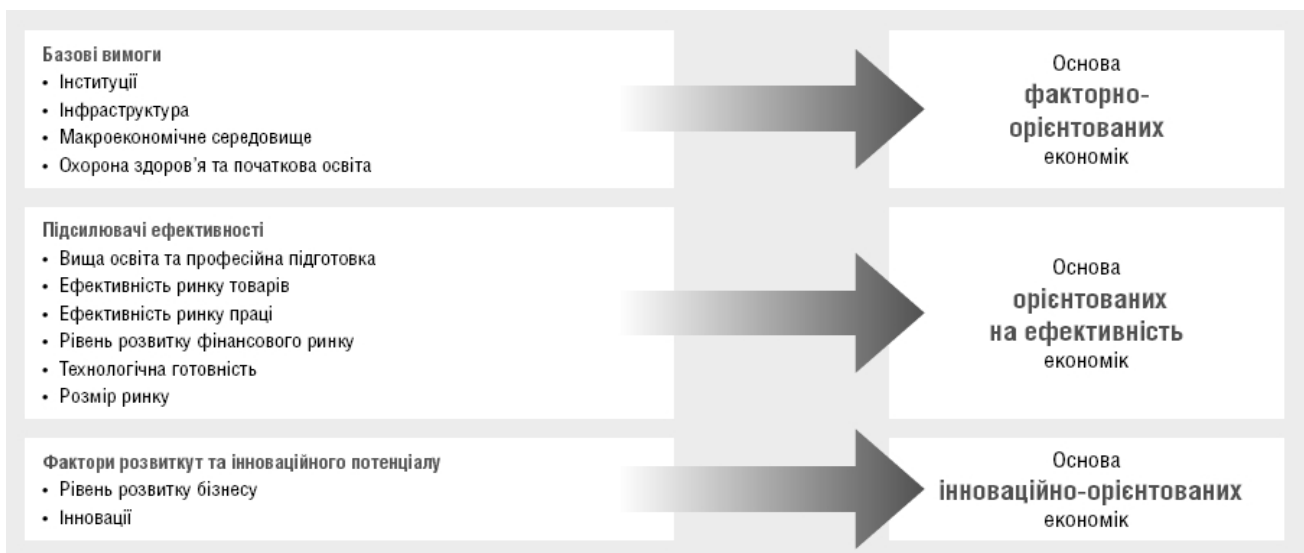 Базові вимоги
• Інституції
• Інфраструктура
• Макроекономічне середовище
• Охорона здоров’я та початкова освіта
Основа
факторно-
орієнтованих
економік
Підсилювачі ефективності
• Вища освіта та професійна підготовка
• Ефективність ринку товарів
• Ефективність ринку праці
• Рівень розвитку фінансового ринку
• Технологічна готовність
• Розмір ринку
Основа
орієнтованих
на ефективність
економік
Фактори розвиткут та інноваційного потенціалу
• Рівень розвитку бізнесу
• Інновації
Основа
інноваційно-орієнтованих
економік